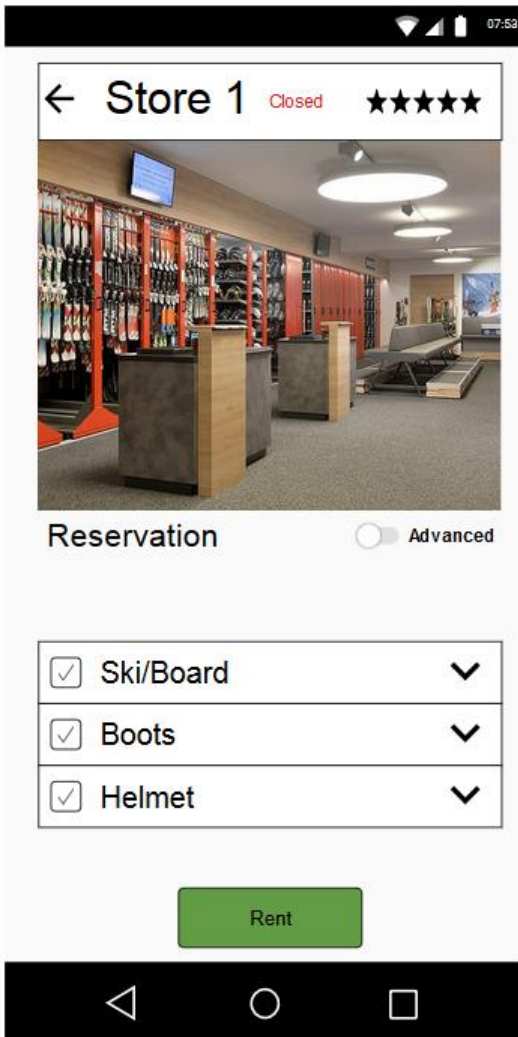 07:53
Store 1 Closed
Reservation Advanced
Ski/Board
Boots
Helmet
Rent